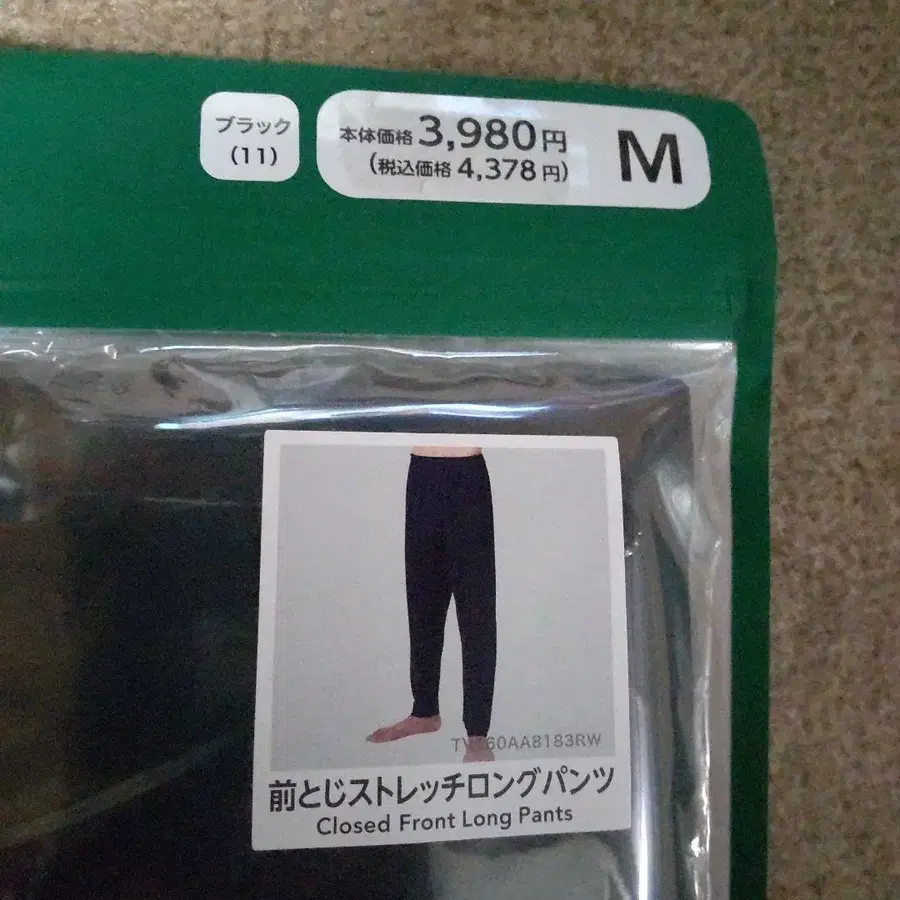 ブラック
(11)
本体価格 3,980円
(税込価格 4,378円)
M
前とじストレッチロングパンツ
Closed Front Long Pants